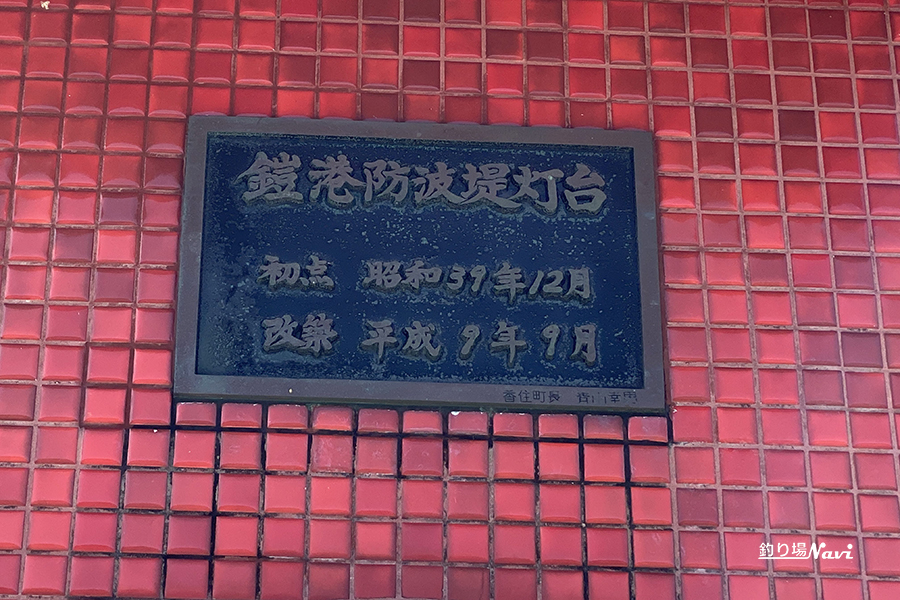 釣り場Navi
鎧港防波堤灯台
初点 昭和39年12月
改築 平成9年9月
香住町長